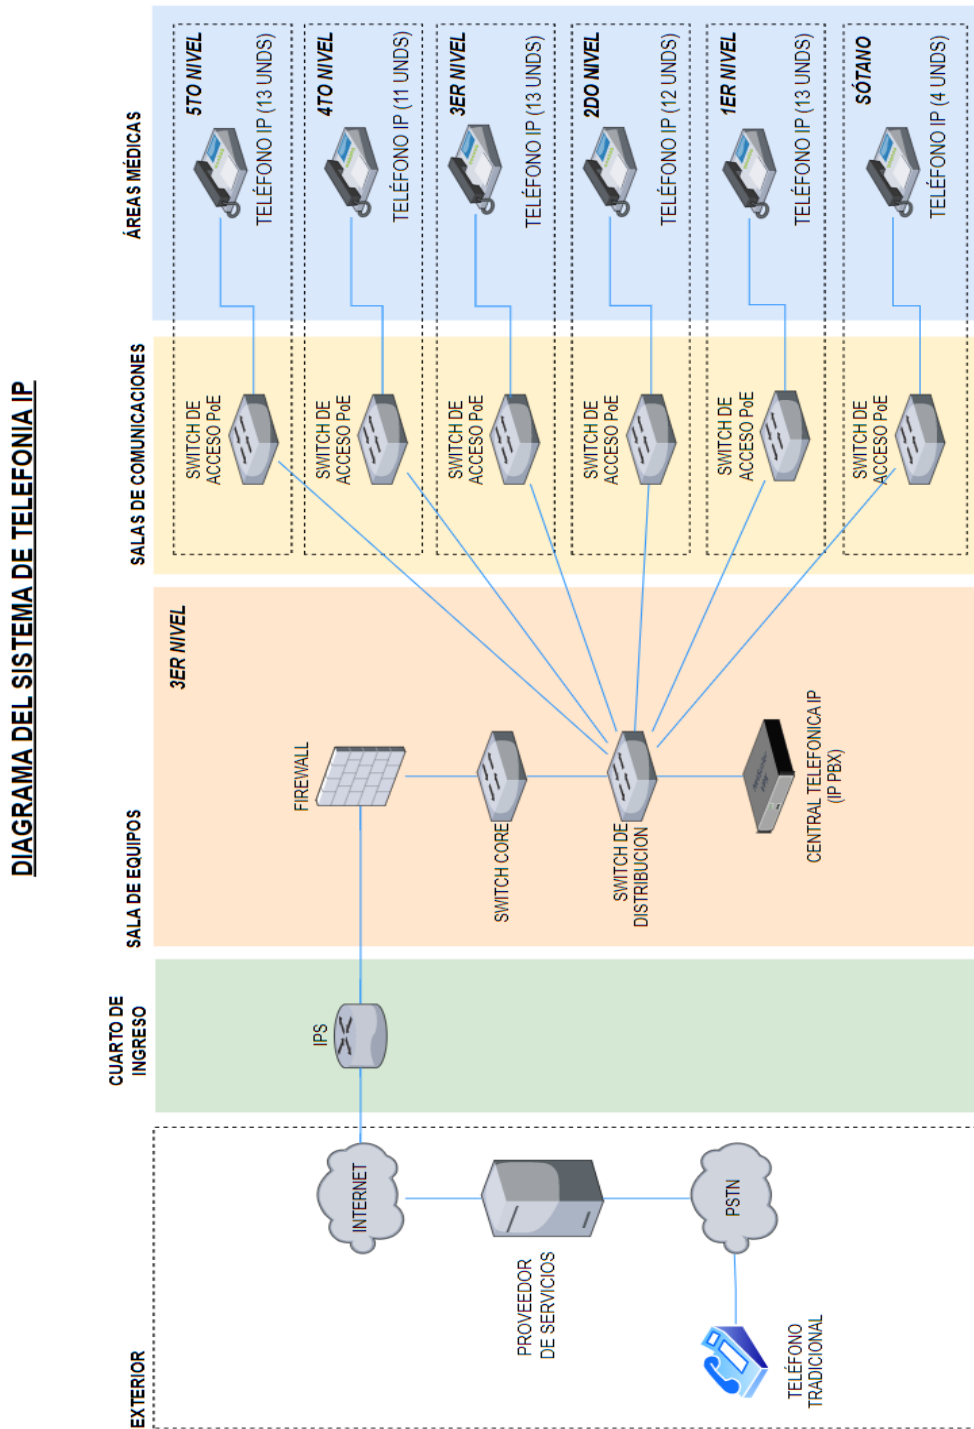 DIAGRAMA DEL SISTEMA DE TELEFONIA IP
EXTERIOR
CUARTO DE
INGRESO
SALA DE EQUIPOS
SALAS DE COMUNICACIONES
ÁREAS MÉDICAS
INTERNET
PROVEEDOR
DE SERVICIOS
PSTN
TELÉFONO
TRADICIONAL
IPS
3ER NIVEL
FIREWALL
SWITCH CORE
SWITCH DE
DISTRIBUCION
CENTRAL TELEFONICA IP
(IP PBX)
SWITCH DE
ACCESO PoE
5TO NIVEL
TELÉFONO IP (13 UNDS)
SWITCH DE
ACCESO PoE
4TO NIVEL
TELÉFONO IP (11 UNDS)
SWITCH DE
ACCESO PoE
3ER NIVEL
TELÉFONO IP (13 UNDS)
SWITCH DE
ACCESO PoE
2DO NIVEL
TELÉFONO IP (12 UNDS)
SWITCH DE
ACCESO PoE
1ER NIVEL
TELÉFONO IP (13 UNDS)
SWITCH DE
ACCESO PoE
SÓTANO
TELÉFONO IP (4 UNDS)